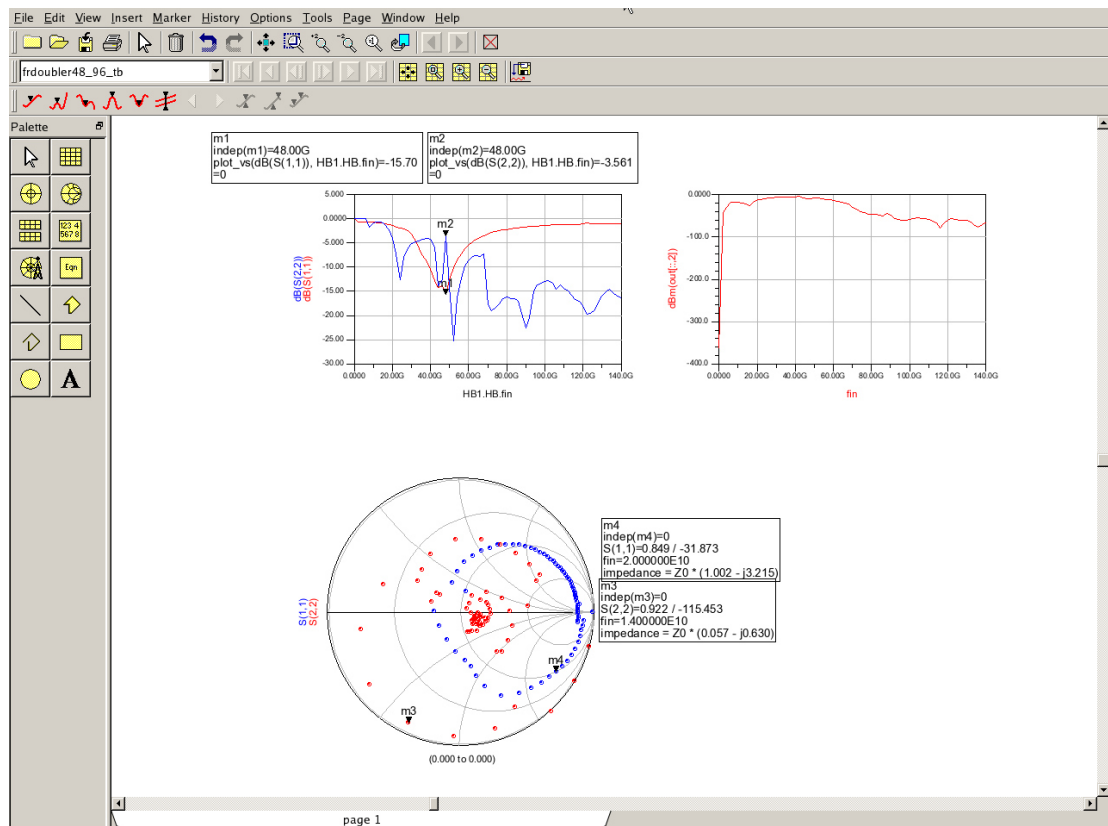 File Edit View Insert Marker History Options Tools Page Window Help
frdoubler48_96_tb
Palette
123 4
567 8
Eqn
A
m1
indep(m1)=48.00G
plot_vs(dB(S(1,1)), HB1.HB.fin)=-15.70
=0
m2
indep(m2)=48.00G
plot_vs(dB(S(2,2)), HB1.HB.fin)=-3.561
=0
5.000
0.0000
-5.000
-10.00
-15.00
-20.00
-25.00
-30.00
dB(S(2,2))
dB(S(1,1))
m2
m1
0.0000 20.00G 40.00G 60.00G 80.00G 100.0G 120.0G 140.0G
HB1.HB.fin
0.0000
-100.0
-200.0
-300.0
-400.0
dBm(out[::,2])
0.0000 20.00G 40.00G 60.00G 80.00G 100.0G 120.0G 140.0G
fin
S(1,1)
S(2,2)
m4
m3
(0.000 to 0.000)
m4
indep(m4)=0
S(1,1)=0.849 / -31.873
fin=2.000000E10
impedance = Z0 * (1.002 - j3.215)
m3
indep(m3)=0
S(2,2)=0.922 / -115.453
fin=1.400000E10
impedance = Z0 * (0.057 - j0.630)
page 1